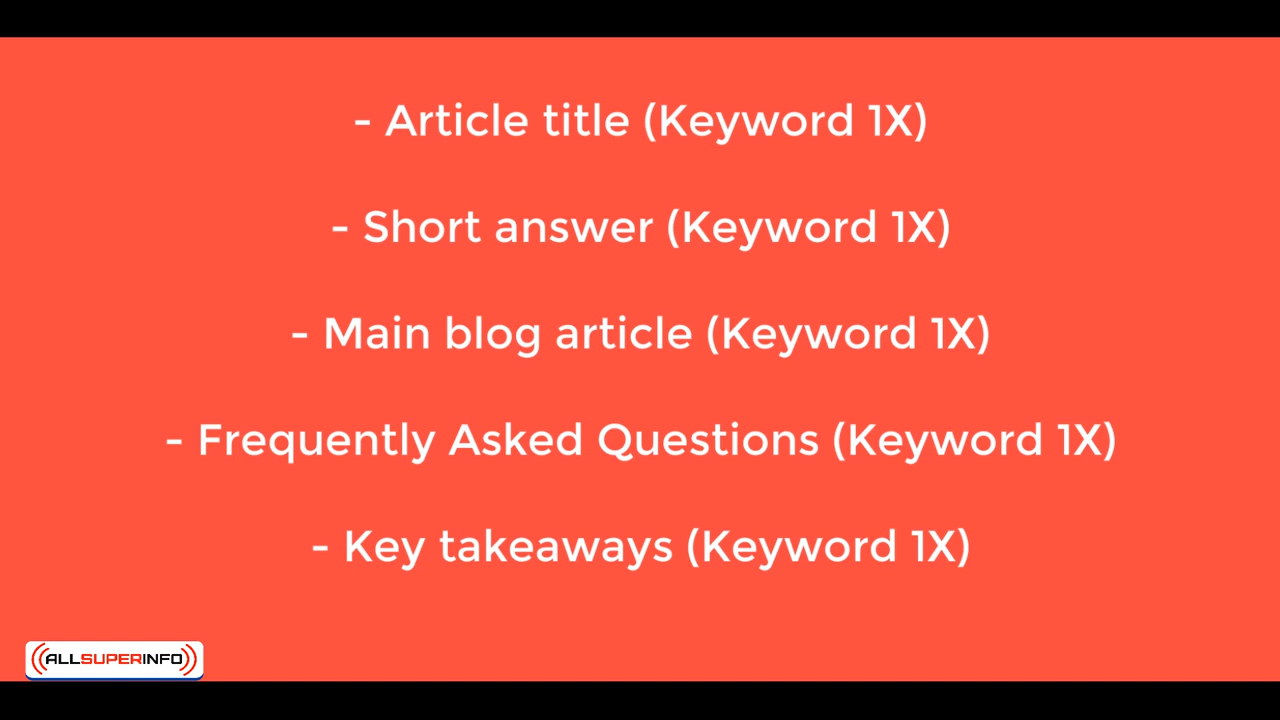 - Article title (Keyword 1X)
- Short answer (Keyword 1X)
- Main blog article (Keyword 1X)
- Frequently Asked Questions (Keyword 1X)
- Key takeaways (Keyword 1X)
ALLSUPERINFO